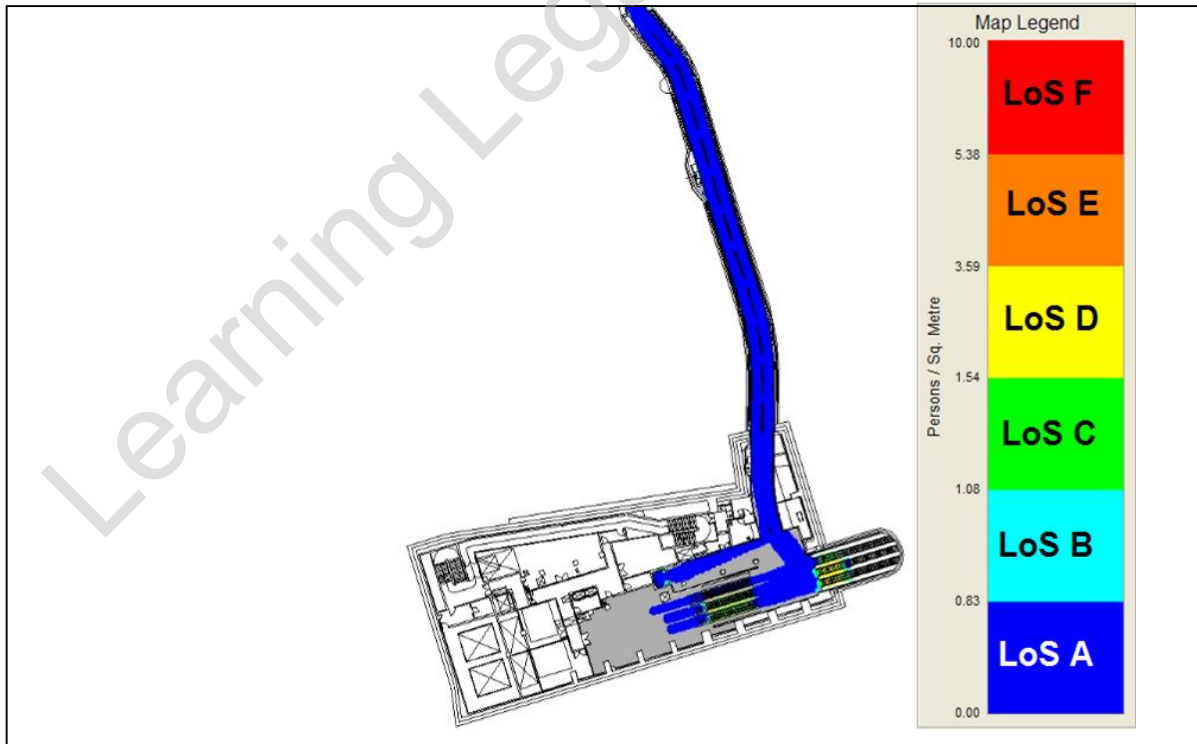 Learning Leg
Map Legend
10.00
LoS F
5.38
LoS E
3.59
LoS D
1.54
LoS C
1.08
LoS B
0.83
LoS A
0.00
Persons / Sq. Metre